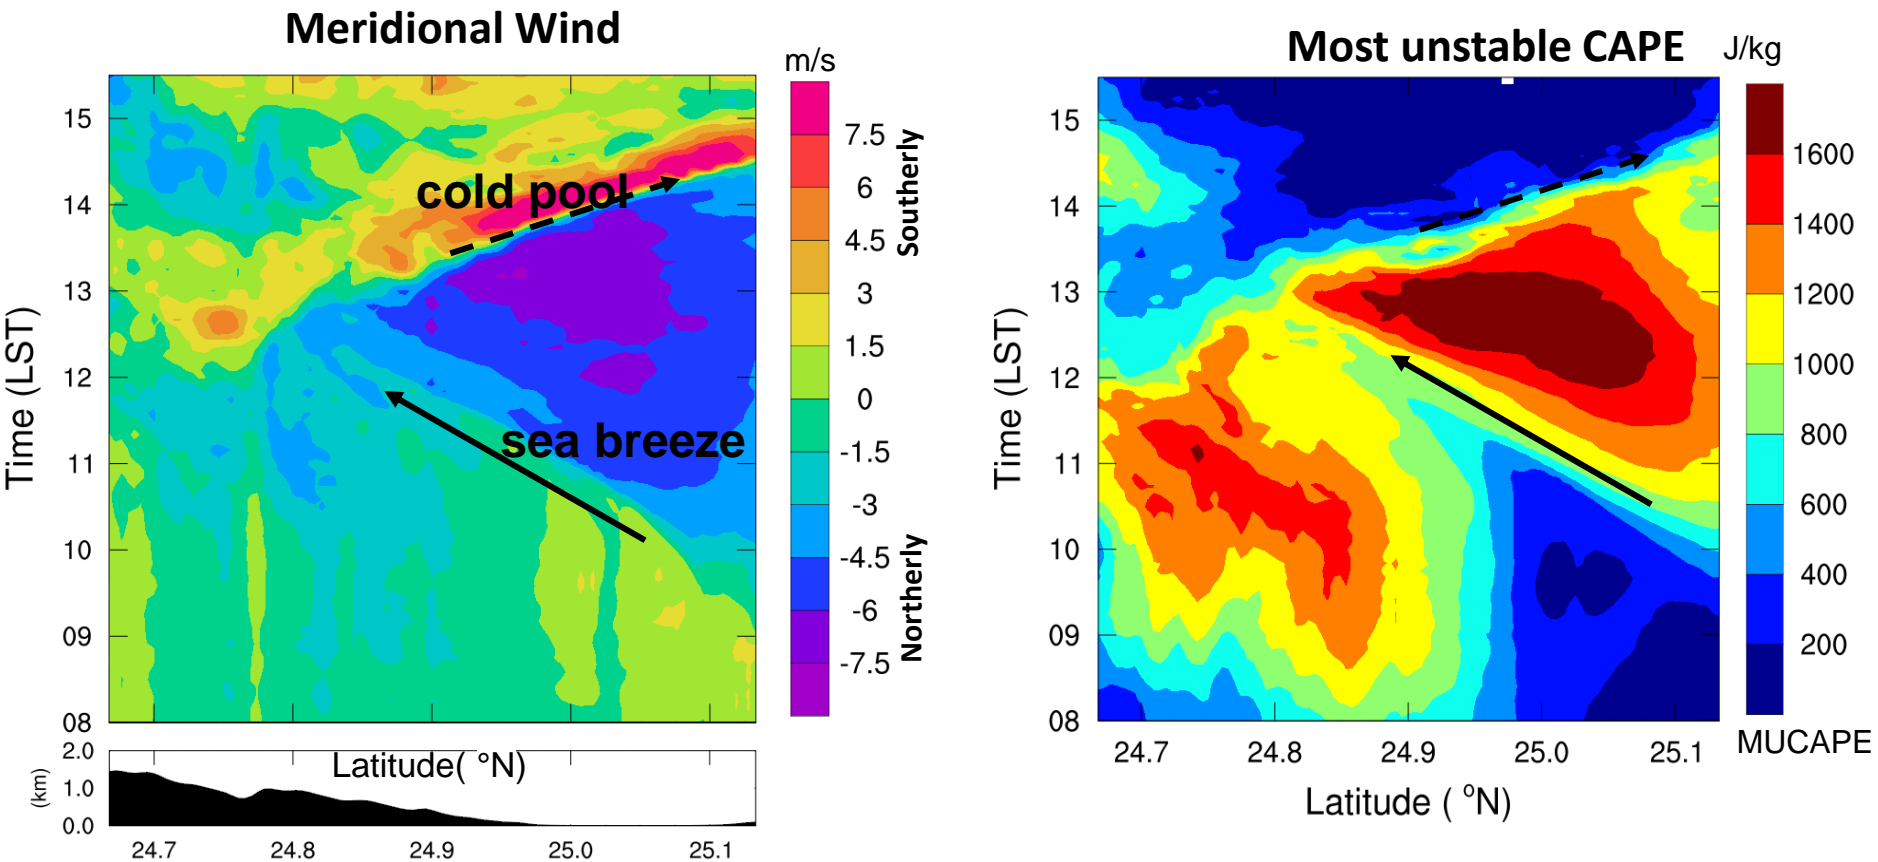 Meridional Wind
m/s
cold pool
sea breeze
Time (LST)
15
14
13
12
11
10
09
08
7.5
6
4.5
3
1.5
0
-1.5
-3
-4.5
-6
-7.5
Southerly
Northerly
Latitude( °N)
(km)
2.0
1.0
0.0
24.7 24.8 24.9 25.0 25.1
Most unstable CAPE
J/kg
Time (LST)
15
14
13
12
11
10
09
08
1600
1400
1200
1000
800
600
400
200
MUCAPE
24.7 24.8 24.9 25.0 25.1
Latitude ( °N)